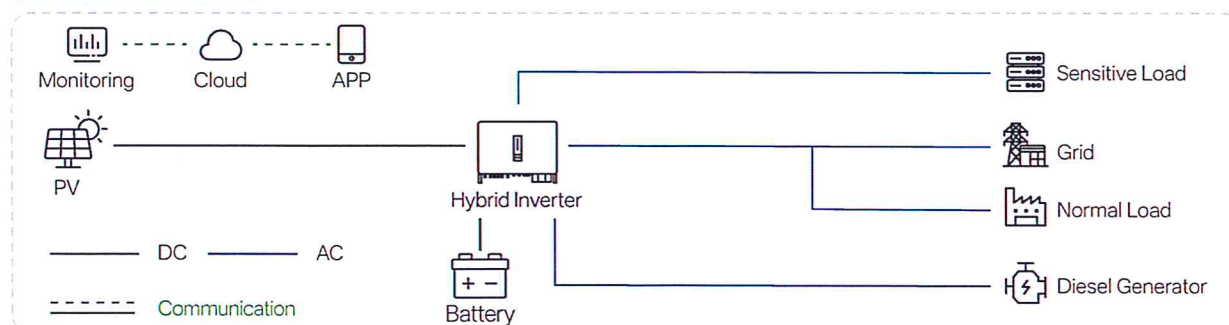 Monitoring
Cloud
APP
Sensitive Load
PV
Hybrid Inverter
Grid
Normal Load
DC
AC
Communication
Battery
Diesel Generator